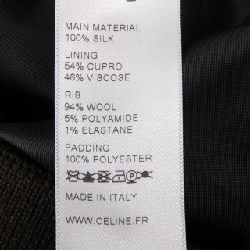 MAIN MATERIAL
100% SILK
LINING
54% CUPRO
46% VISCOSE
RIB
94% WOOL
5% POLYAMIDE
1% ELASTANE
PADDING
100% POLYESTER
MADE IN ITALY
WWW.CELINE.FR